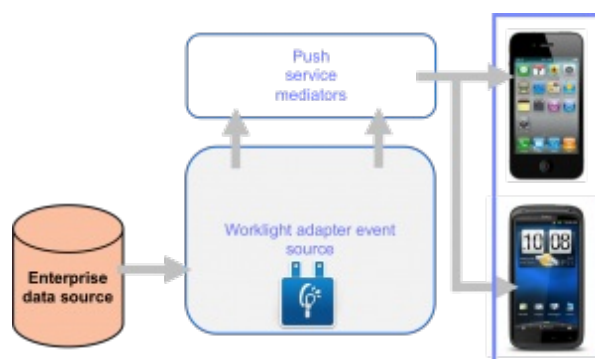 Push
service
mediators
Worklight adapter event
source
Enterprise
data source
10 08